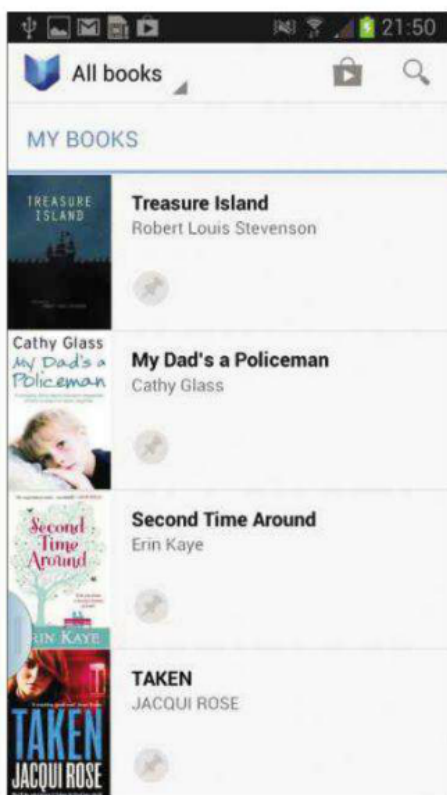 21:50
All books
MY BOOKS
TREASURE
ISLAND
Treasure Island
Robert Louis Stevenson
Cathy Glass
My Dad's a
Policeman
My Dad's a Policeman
Cathy Glass
Second
Time
Around
ERIN KAYE
Second Time Around
Erin Kaye
TAKEN
JACQUI ROSE
TAKEN
JACQUI ROSE